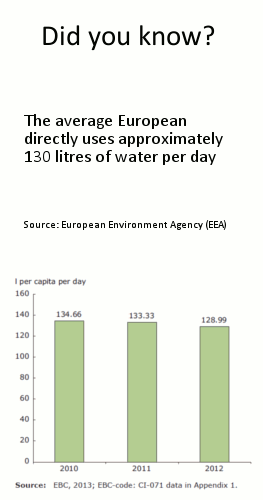 Did you know?
The average European
directly uses approximately
130 litres of water per day
Source: European Environment Agency (EEA)
l per capita per day
160
140
120
100
80
60
40
20
0
134.66
133.33
128.99
2010
2011
2012
Source: EBC, 2013; EBC-code: CI-071 data in Appendix 1.